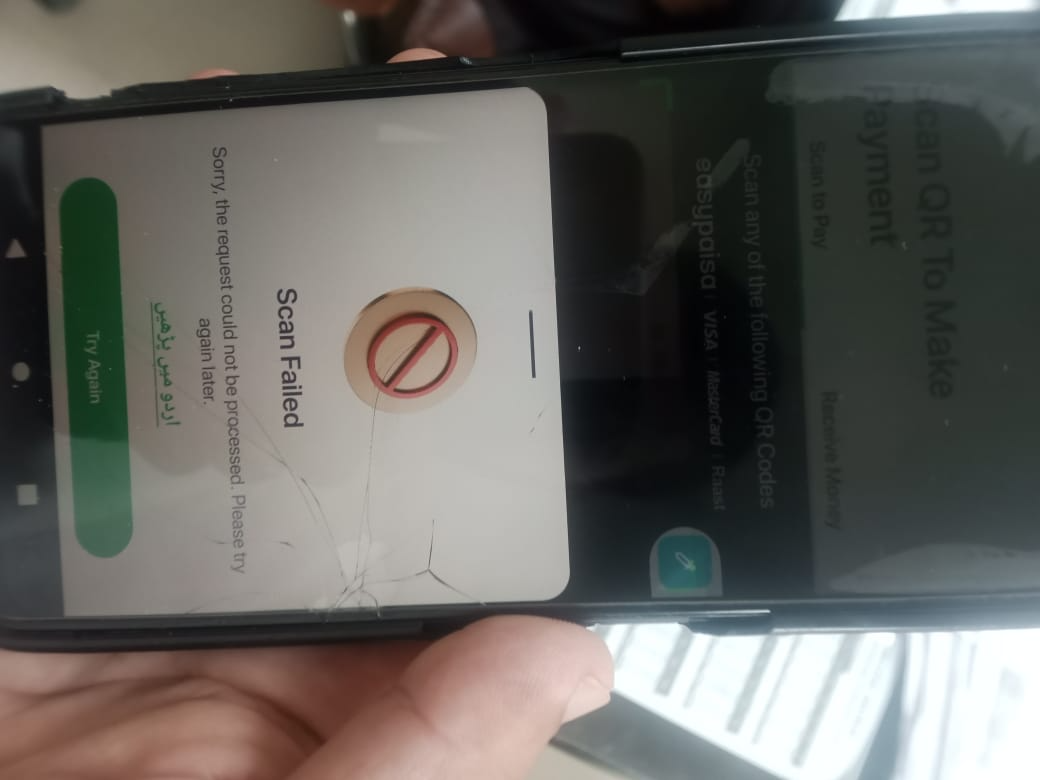 Scan QR To Make
Payment
Scan to Pay
Receive Money
Scan any of the following QR Codes
easypaisa | VISA | MasterCard | Raast
Scan Failed
Sorry, the request could not be processed. Please try
again later.
اردو میں پڑھیں
Try Again